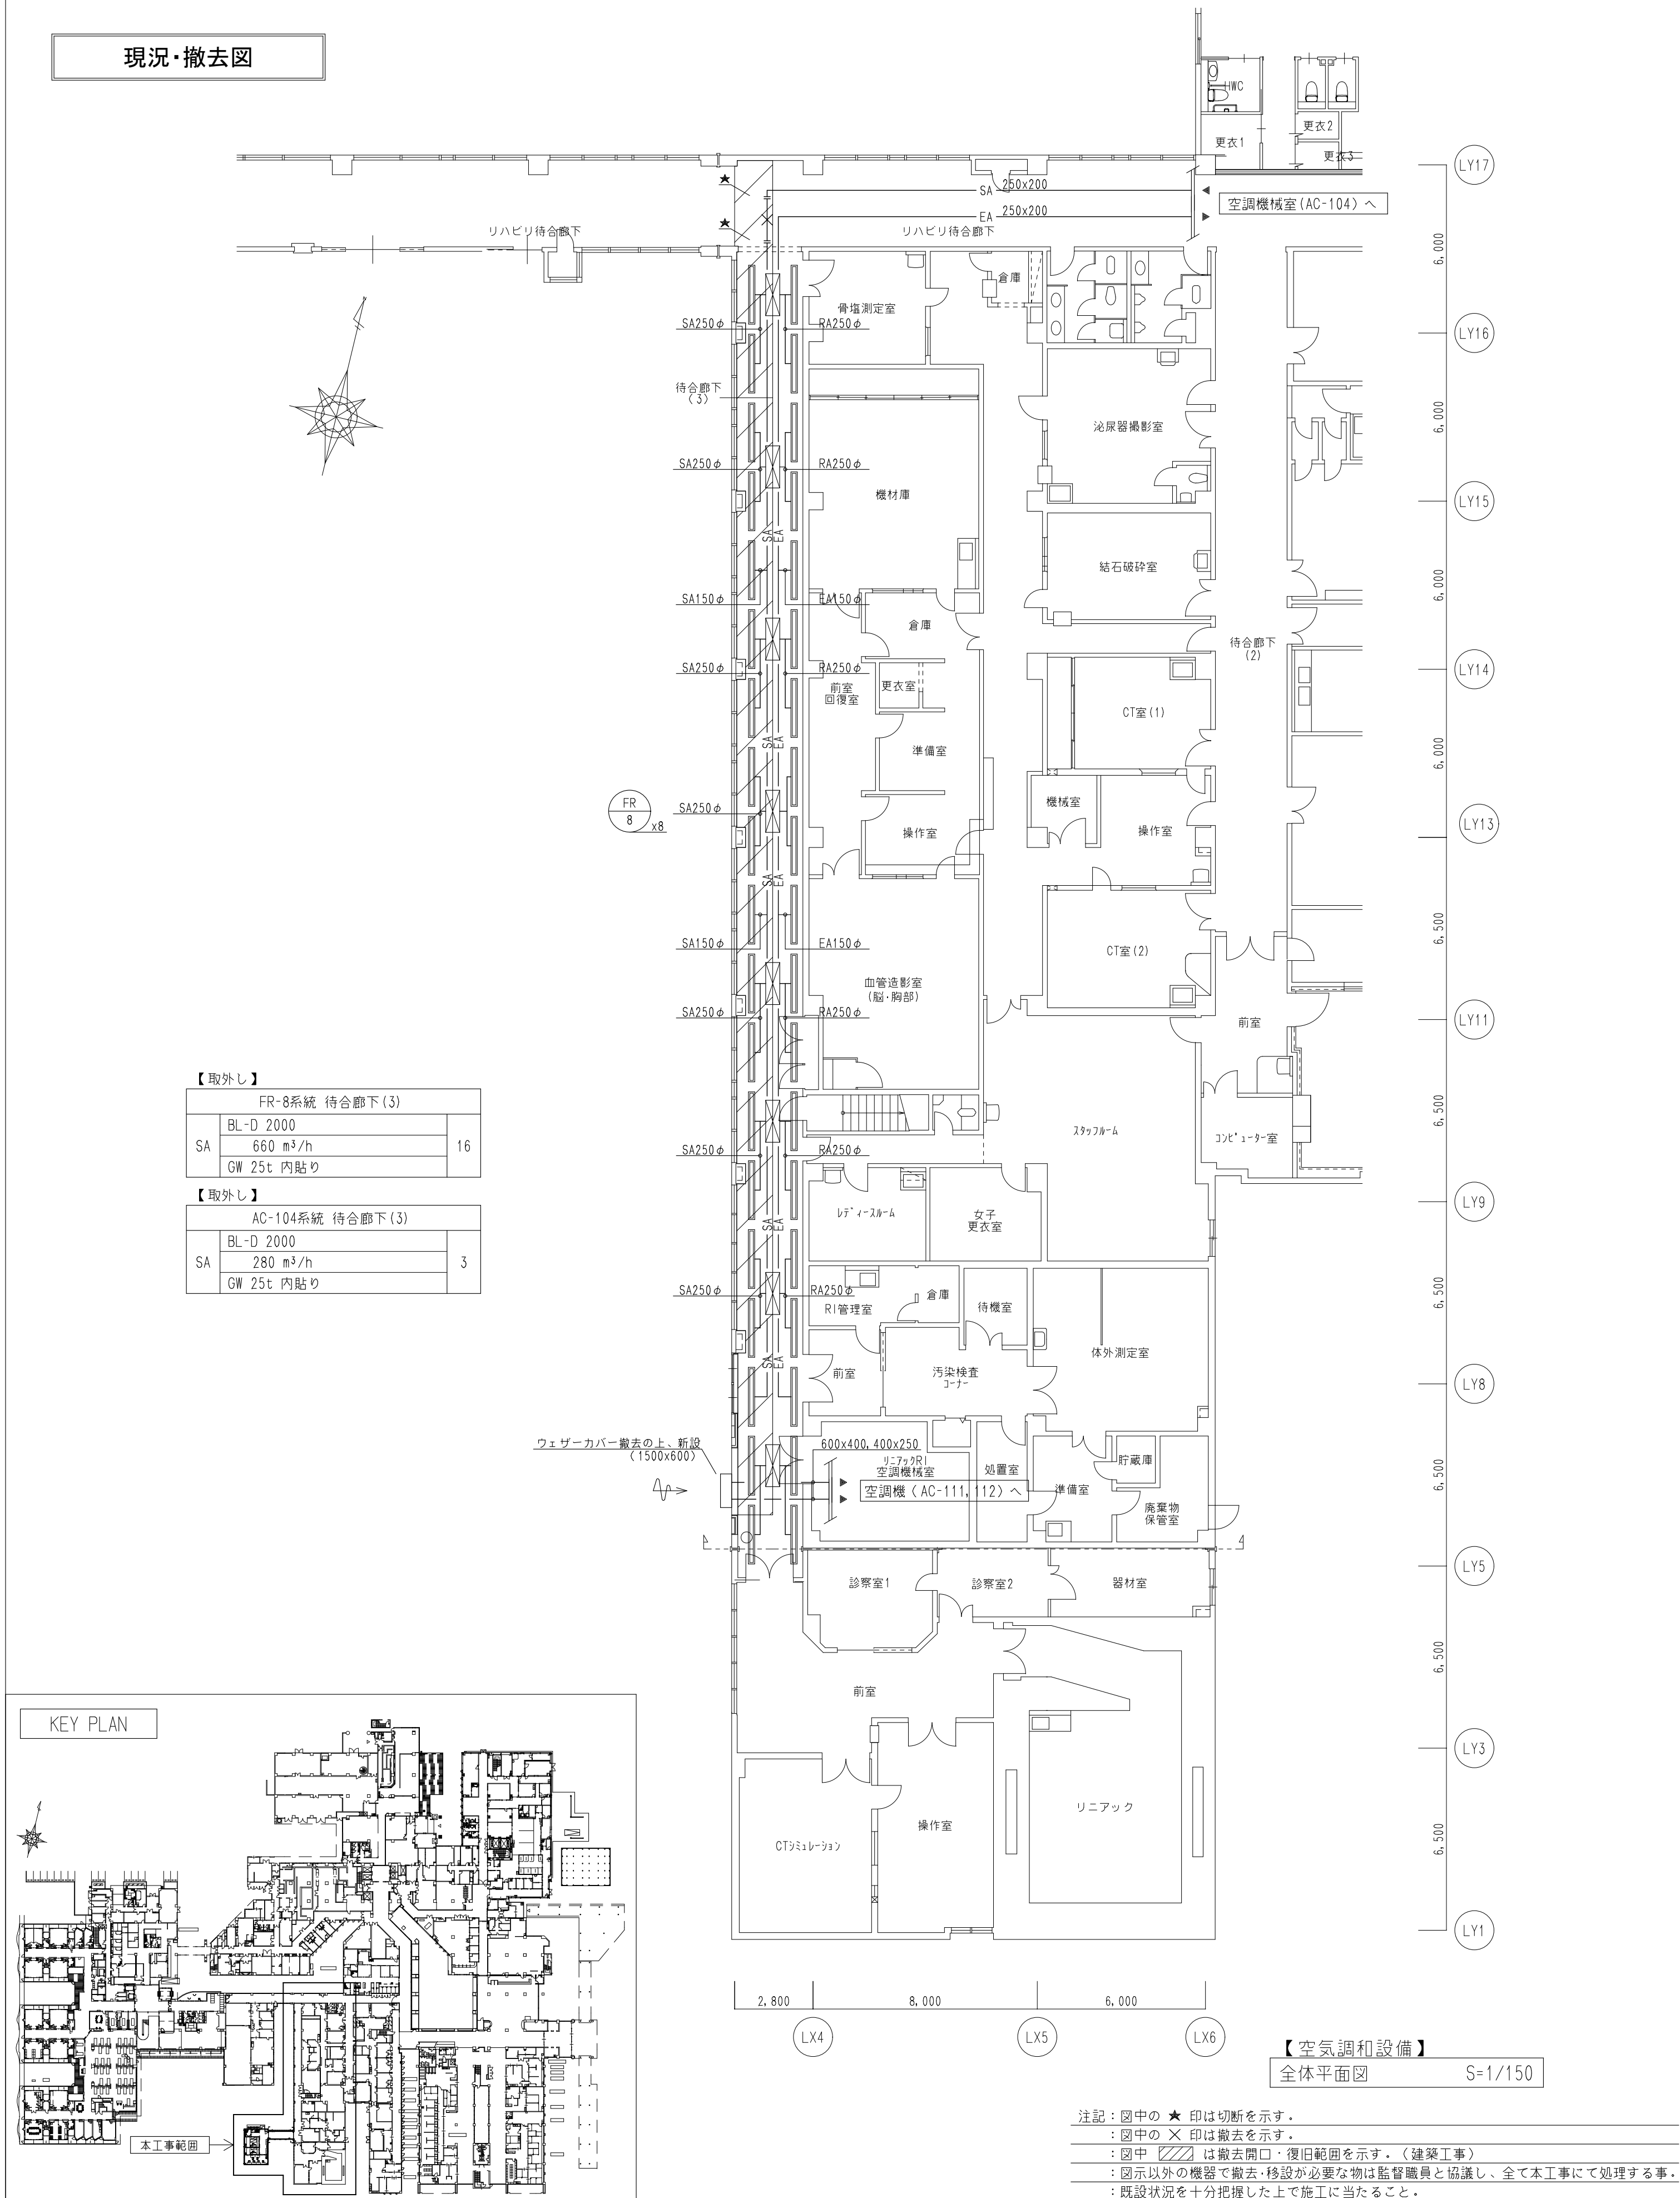 現況・撤去図
HWC
更衣1
更衣2
更衣3
LY17
SA 250x200
EA 250x200
空調機械室(AC-104) へ
リハビリ待合廊下
リハビリ待合廊下
6,000
骨塩測定室
倉庫
SA250φ
RA250φ
LY16
待合廊下
(3)
泌尿器撮影室
6,000
SA250φ
RA250φ
機材庫
LY15
SA
EA
結石破砕室
6,000
SA150φ
EA150φ
倉庫
待合廊下
(2)
SA250φ
RA250φ
前室
回復室
更衣室
LY14
CT室(1)
SA
EA
準備室
6,000
FR
8
x8
SA250φ
機械室
操作室
操作室
LY13
SA
EA
SA150φ
EA150φ
CT室(2)
6,500
血管造影室
(脳・胸部)
SA250φ
RA250φ
前室
LY11
【取外し】
FR-8系統 待合廊下(3)
SA
BL-D 2000
660 m³/h
GW 25t 内貼り
16
スタッフルーム
コンピューター室
6,500
SA250φ
RA250φ
【取外し】
AC-104系統 待合廊下(3)
SA
BL-D 2000
280 m³/h
GW 25t 内貼り
3
SA
EA
レディースルーム
女子
更衣室
LY9
SA250φ
RA250φ
RI管理室
倉庫
待機室
6,500
SA
EA
前室
汚染検査
コーナー
体外測定室
LY8
ウェザーカバー撤去の上、新設
(1500x600)
600x400,400x250
リニアックRI
空調機械室
空調機(AC-111,112) へ
処置室
準備室
貯蔵庫
廃棄物
保管室
6,500
診察室1
診察室2
器材室
LY5
6,500
前室
KEY PLAN
LY3
CTシミュレーション
操作室
リニアック
6,500
LY1
2,800
8,000
6,000
LX4
LX5
LX6
本工事範囲
【空気調和設備】
全体平面図 S=1/150
注記：図中の ★ 印は切断を示す。
：図中の × 印は撤去を示す。
：図中 は撤去開口・復旧範囲を示す。(建築工事)
：図示以外の機器で撤去・移設が必要な物は監督職員と協議し、全て本工事にて処理する事。
：既設状況を十分把握した上で施工に当たること。